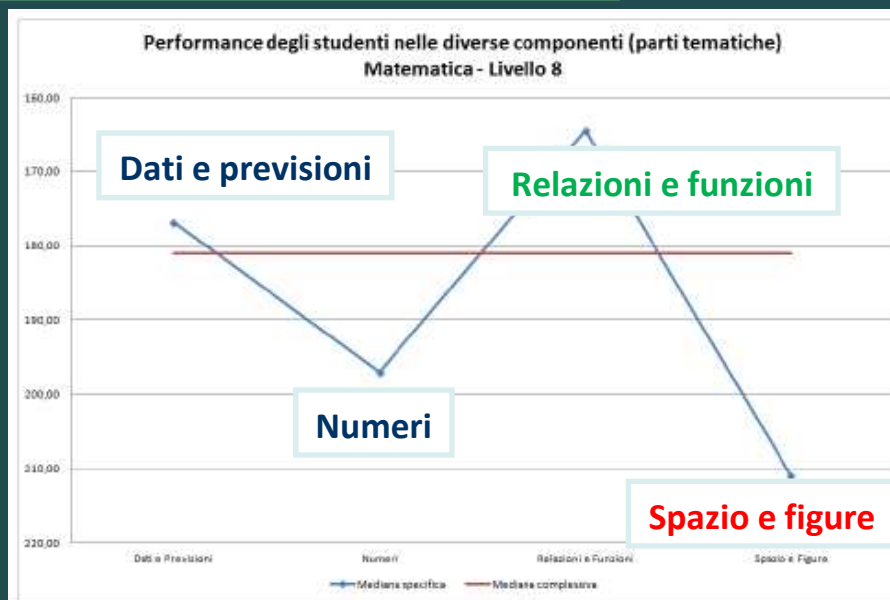 Performance degli studenti nelle diverse componenti (parti tematiche)
Matematica - Livello 8
160,00
Dati e previsioni
170,00
Relazioni e funzioni
180,00
190,00
200,00
Numeri
210,00
Spazio e figure
220,00
Dati e Previsioni
Numeri
Relazioni e Funzioni
Spazio e Figure
Mediana specifica
Mediana complessiva